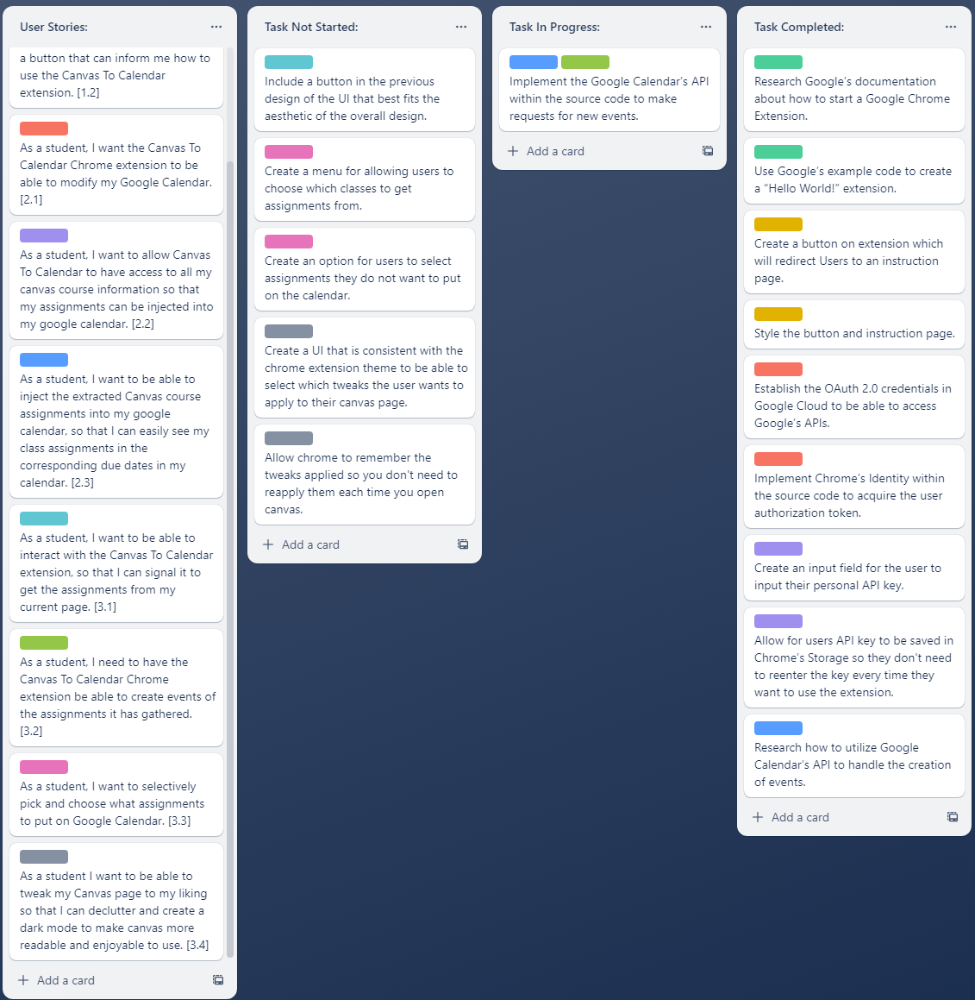 User Stories:
a button that can inform me how to
use the Canvas To Calendar
extension. [1.2]
As a student, I want the Canvas To
Calendar Chrome extension to be
able to modify my Google Calendar.
[2.1]
As a student, I want to allow Canvas
To Calendar to have access to all my
canvas course information so that
my assignments can be injected into
my google calendar. [2.2]
As a student, I want to be able to
inject the extracted Canvas course
assignments into my google
calendar, so that I can easily see my
class assignments in the
corresponding due dates in my
calendar. [2.3]
As a student, I want to be able to
interact with the Canvas To Calendar
extension, so that I can signal it to
get the assignments from my
current page. [3.1]
As a student, I need to have the
Canvas To Calendar Chrome
extension be able to create events of
the assignments it has gathered.
[3.2]
As a student, I want to selectively
pick and choose what assignments
to put on Google Calendar. [3.3]
As a student I want to be able to
tweak my Canvas page to my liking
so that I can declutter and create a
dark mode to make canvas more
readable and enjoyable to use. [3.4]
Add a card
Task Not Started:
Include a button in the previous
design of the UI that best fits the
aesthetic of the overall design.
Create a menu for allowing users to
choose which classes to get
assignments from.
Create an option for users to select
assignments they do not want to put
on the calendar.
Create a UI that is consistent with the
chrome extension theme to be able to
select which tweaks the user wants to
apply to their canvas page.
Allow chrome to remember the
tweaks applied so you don't need to
reapply them each time you open
canvas.
Add a card
Task In Progress:
Implement the Google Calendar's API
within the source code to make
requests for new events.
Add a card
Task Completed:
Research Google's documentation
about how to start a Google Chrome
Extension.
Use Google's example code to create
a “Hello World!” extension.
Create a button on extension which
will redirect Users to an instruction
page.
Style the button and instruction page.
Establish the OAuth 2.0 credentials in
Google Cloud to be able to access
Google's APIs.
Implement Chrome's Identity within
the source code to acquire the user
authorization token.
Create an input field for the user to
input their personal API key.
Allow for users API key to be saved in
Chrome's Storage so they don't need
to reenter the key every time they
want to use the extension.
Research how to utilize Google
Calendar's API to handle the creation
of events.
Add a card